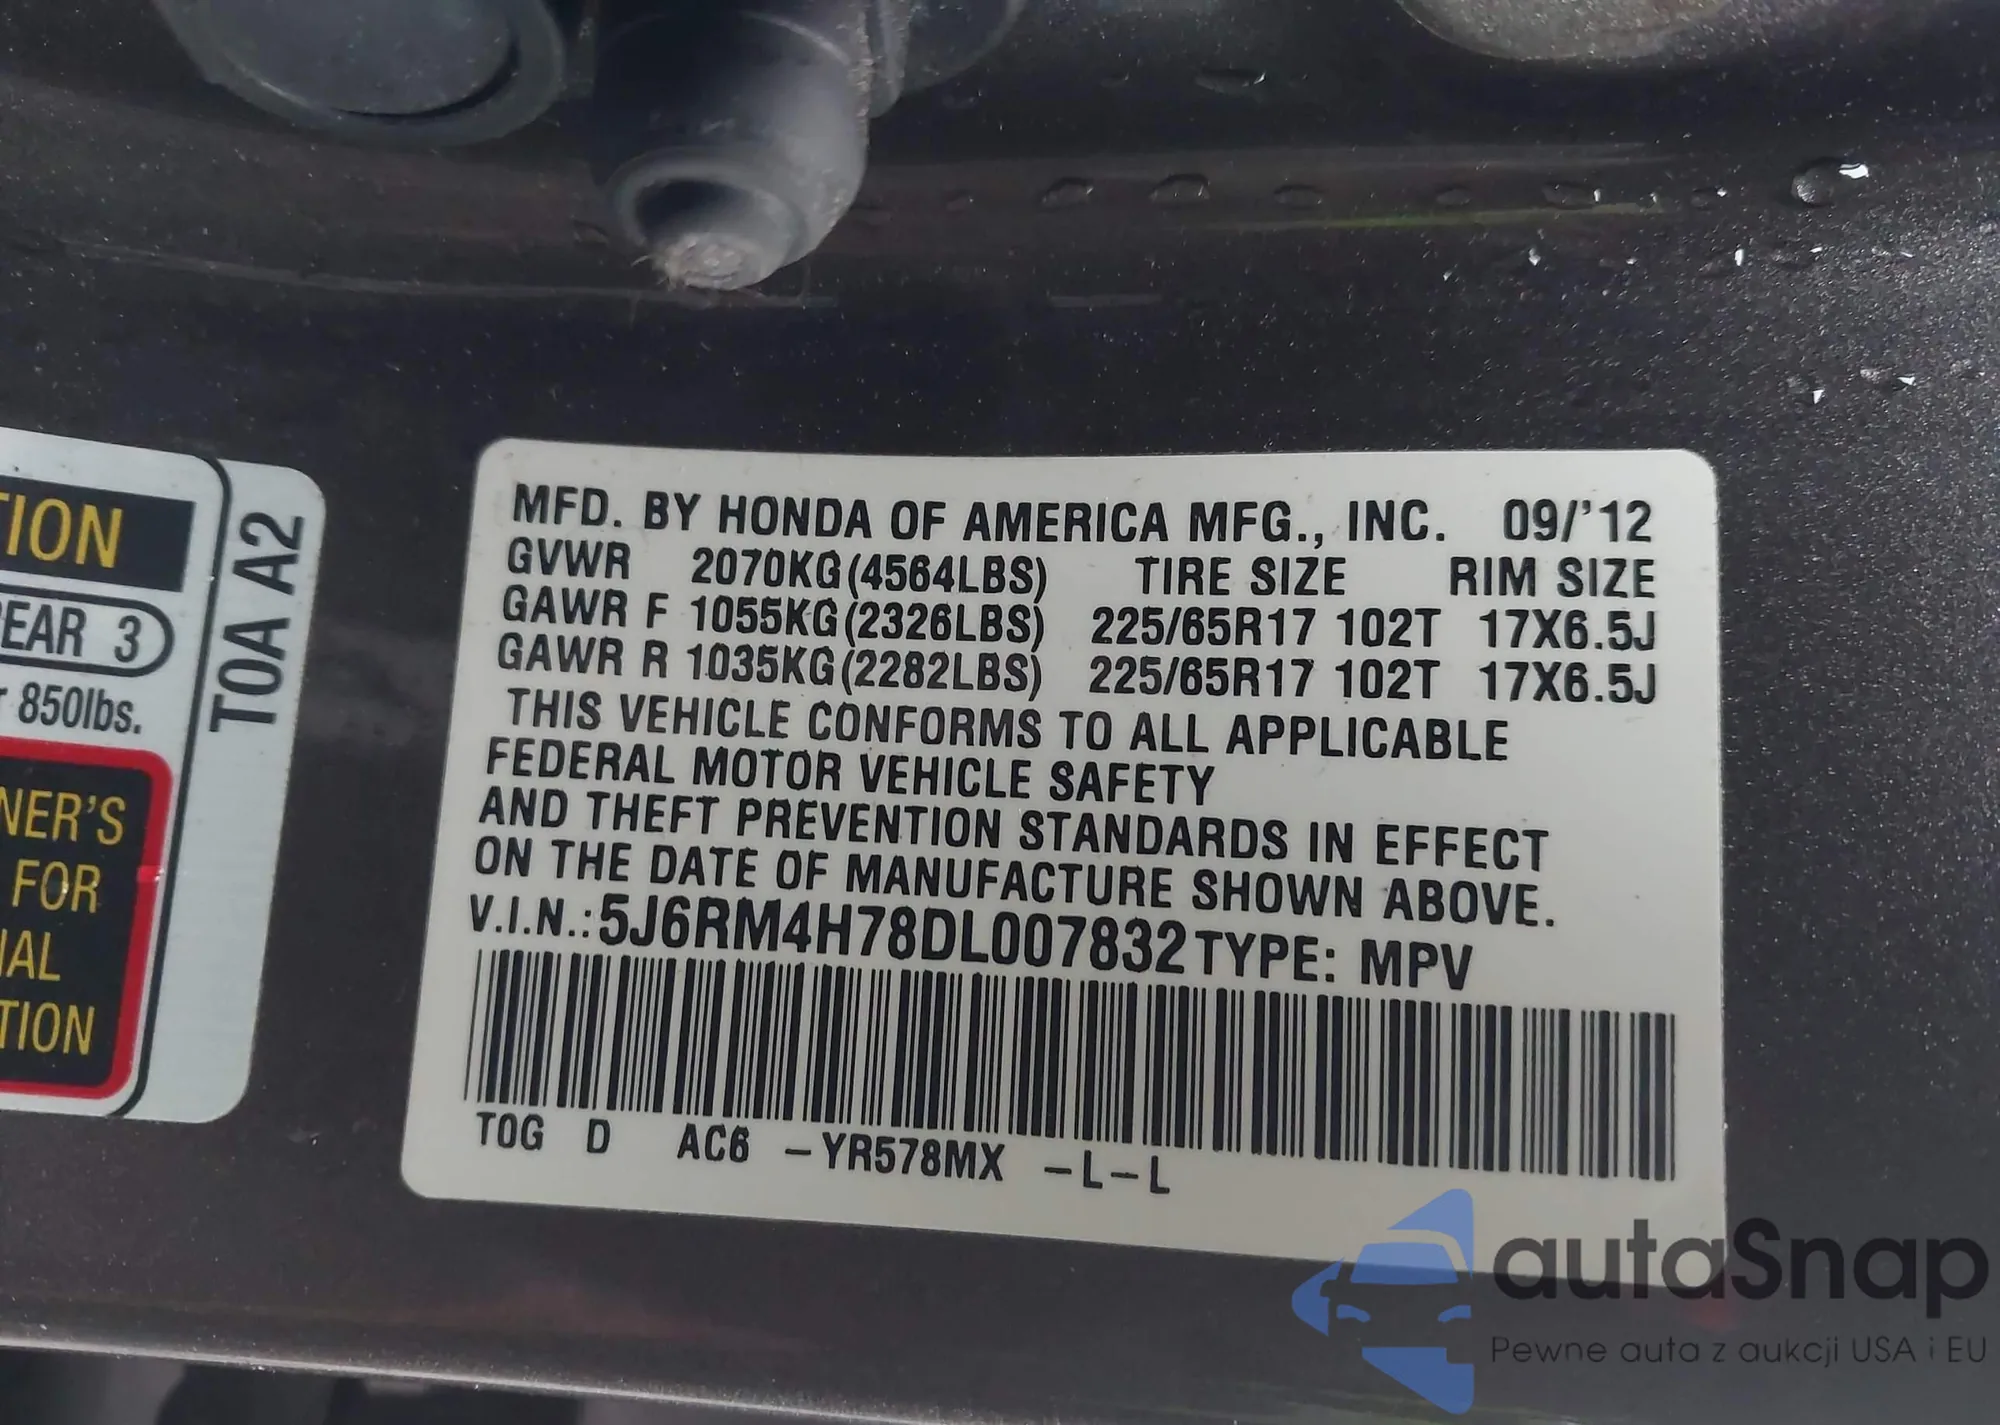 TION
EAR 3
850lbs.
NER'S
FOR
TION
T0A A2
MFD. BY HONDA OF AMERICA MFG., INC. 09/'12
GVWR 2070KG(4564LBS) TIRE SIZE RIM SIZE
GAWR F 1055KG(2326LBS) 225/65R17 102T 17X6.5J
GAWR R 1035KG(2282LBS) 225/65R17 102T 17X6.5J
THIS VEHICLE CONFORMS TO ALL APPLICABLE
FEDERAL MOTOR VEHICLE SAFETY
AND THEFT PREVENTION STANDARDS IN EFFECT
ON THE DATE OF MANUFACTURE SHOWN ABOVE.
V.I.N.:5J6RM4H78DL007832 TYPE: MPV
T0G D AC6 -YR578MX -L-L
autaSnap
Pewne auta z aukcji USA i EU